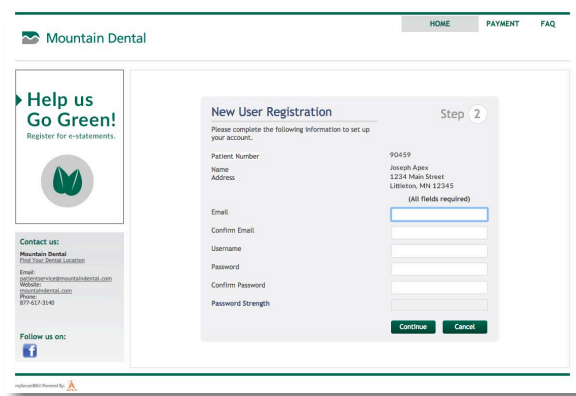 Mountain Dental
HOME PAYMENT FAQ
Help us
Go Green!
Register for e-statements.
Contact us:
Mountain Dental
Find Your Dental Location
Email:
patientservice@mountaindental.com
Website:
mountaindental.com
Phone:
877-617-3140
Follow us on:
f
New User Registration
Step 2
Please complete the following information to set up
your account.
Patient Number 90459
Name Joseph Apex
Address 1234 Main Street
Littleton, MN 12345
(All fields required)
Email
Confirm Email
Username
Password
Confirm Password
Password Strength
Continue Cancel
Powered By: